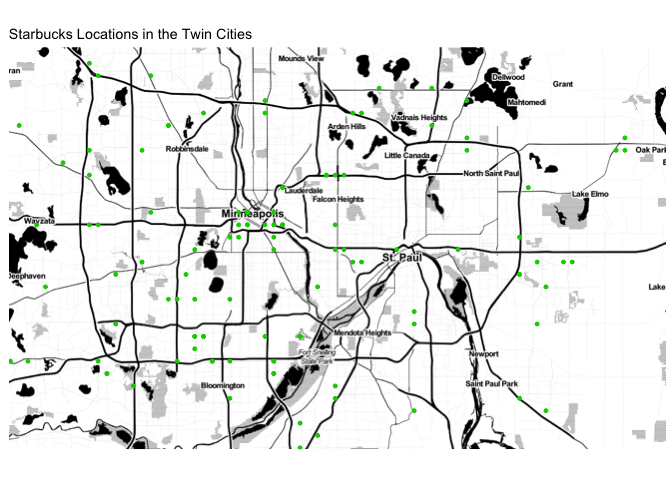 Starbucks Locations in the Twin Cities
Mounds View
ran
Dellwood
Grant
Mahtomedi
Vadnais Heights
Arden Hills
Robbinsdale
Little Canada
Oak Park
North Saint Paul
Lauderdale
Lake Elmo
Falcon Heights
Minneapolis
Wayzata
St. Paul
Deephaven
Lake
Mendota Heights
Fort Snelling
State Park
Newport
Bloomington
Saint Paul Park